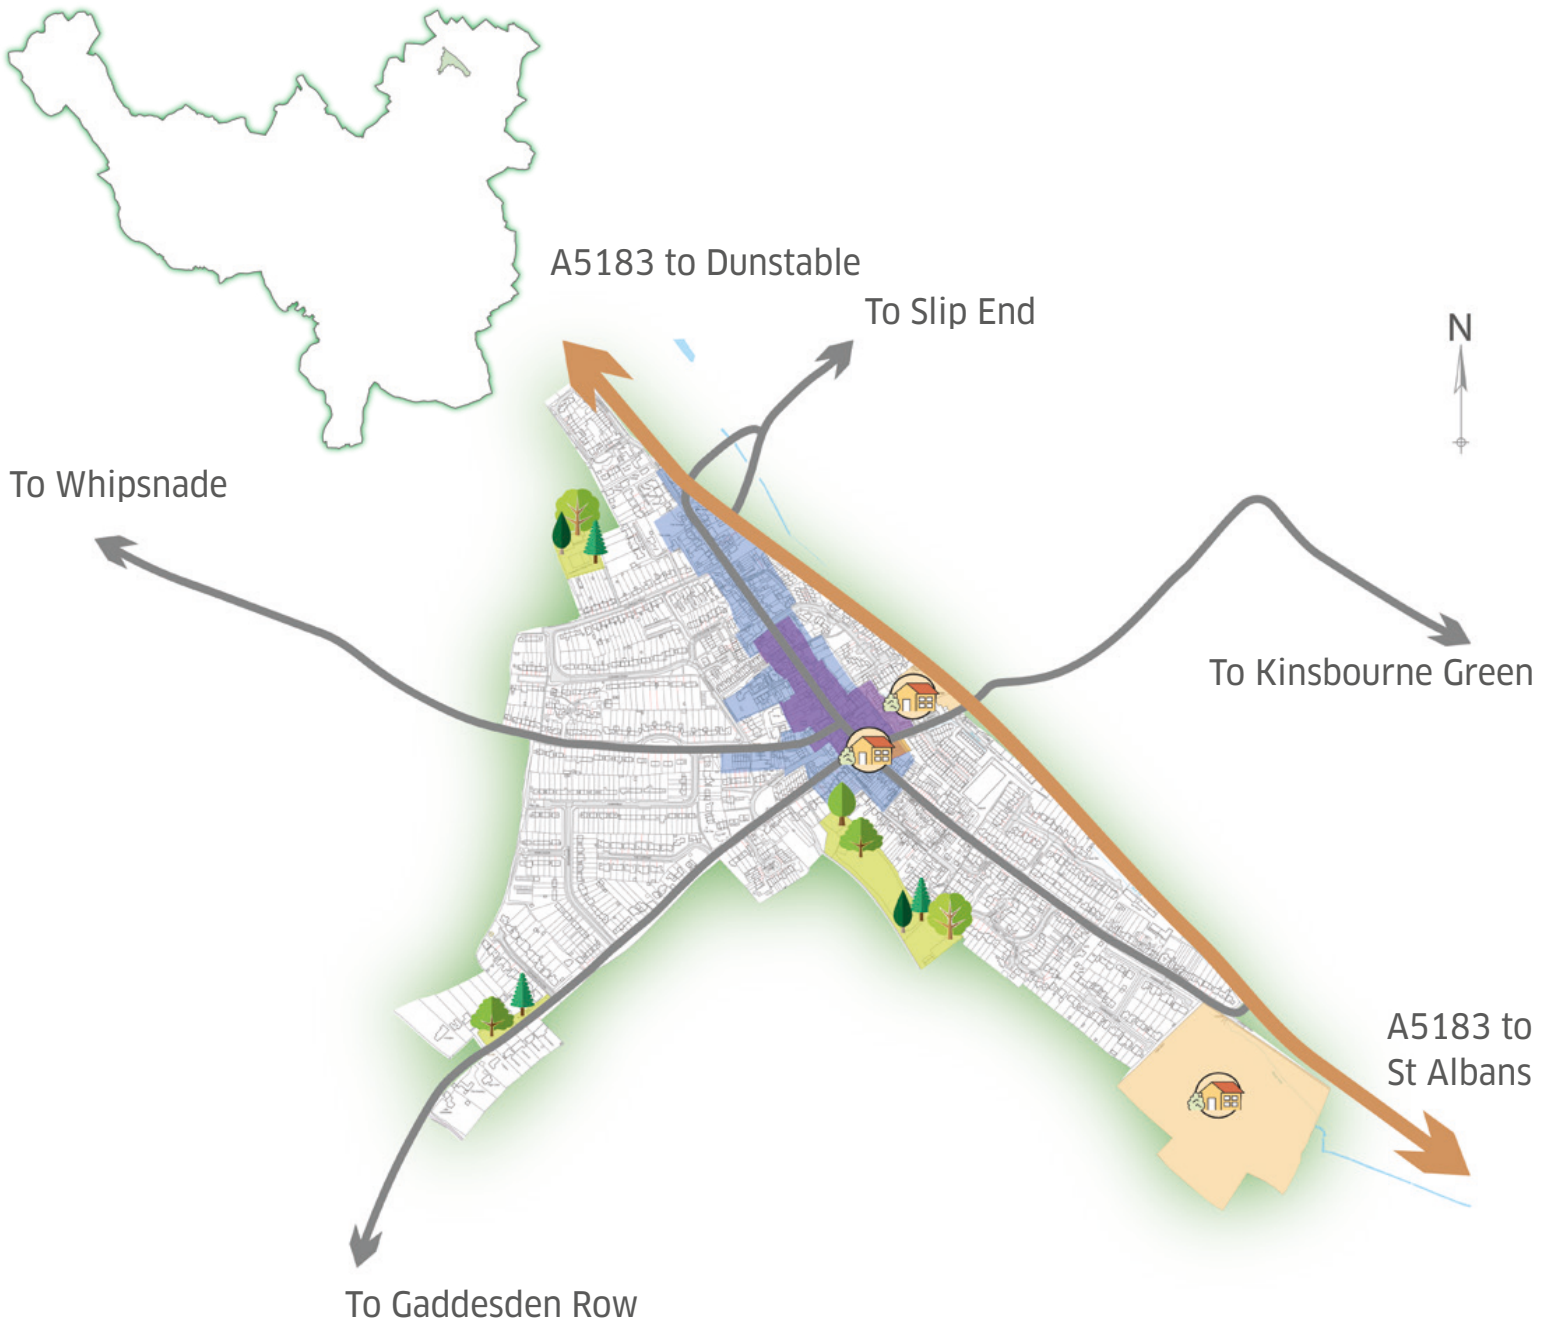 A5183 to Dunstable
To Slip End
N
To Whipsnade
To Kinsbourne Green
A5183 to
St Albans
To Gaddesden Row